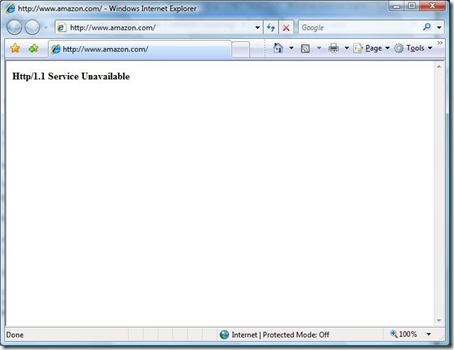 http://www.amazon.com/ - Windows Internet Explorer
http://www.amazon.com/
Google
http://www.amazon.com/
Page
Tools
Http/1.1 Service Unavailable
Done
Internet | Protected Mode: Off
100%